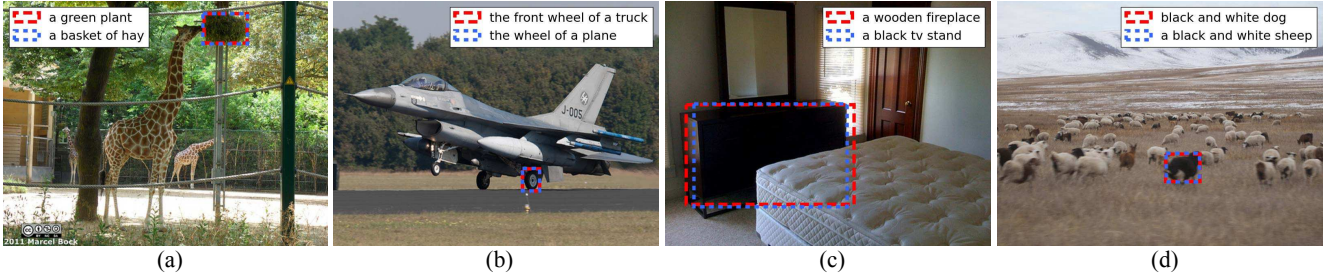 a green plant
a basket of hay
2011 Marcel Bock
(a)
the front wheel of a truck
the wheel of a plane
J-005
(b)
a wooden fireplace
a black tv stand
(c)
black and white dog
a black and white sheep
(d)